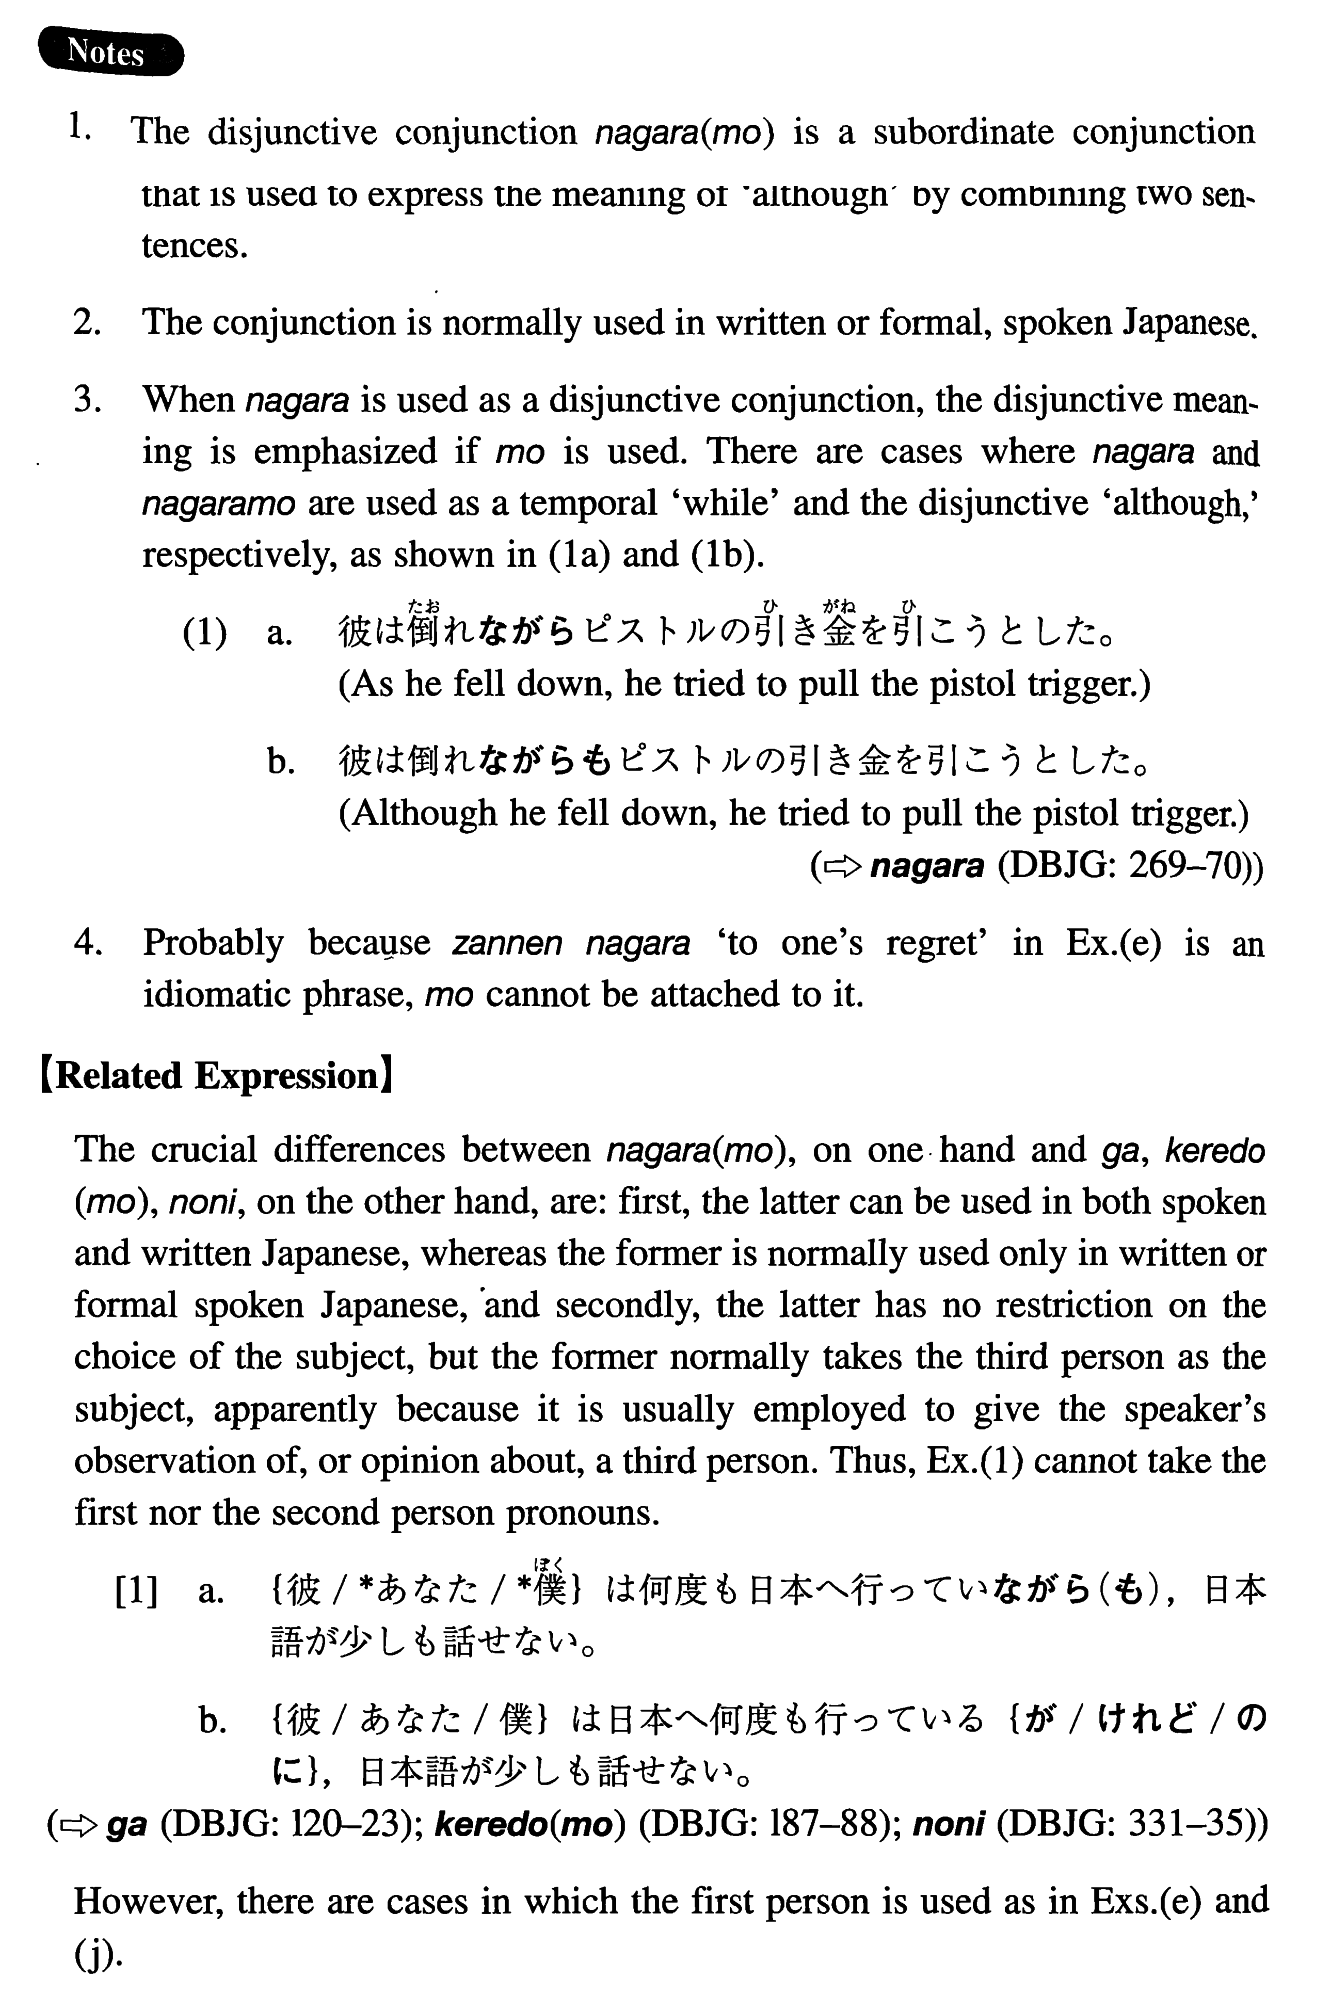 Notes
1. The disjunctive conjunction nagara(mo) is a subordinate conjunction
that is used to express the meaning of 'although' by combining two sen-
tences.
2. The conjunction is normally used in written or formal, spoken Japanese.
3. When nagara is used as a disjunctive conjunction, the disjunctive mean-
ing is emphasized if mo is used. There are cases where nagara and
nagaramo are used as a temporal ‘while’ and the disjunctive ‘although,’
respectively, as shown in (1a) and (1b).
たお ひ がね ひ
(1) a. 彼は倒れながらピストルの引き金を引こうとした。
(As he fell down, he tried to pull the pistol trigger.)
b. 彼は倒れながらもピストルの引き金を引こうとした。
(Although he fell down, he tried to pull the pistol trigger.)
(⇨ nagara (DBJG: 269–70))
4. Probably because zannen nagara ‘to one’s regret’ in Ex.(e) is an
idiomatic phrase, mo cannot be attached to it.
【Related Expression】
The crucial differences between nagara(mo), on one hand and ga, keredo
(mo), noni, on the other hand, are: first, the latter can be used in both spoken
and written Japanese, whereas the former is normally used only in written or
formal spoken Japanese, and secondly, the latter has no restriction on the
choice of the subject, but the former normally takes the third person as the
subject, apparently because it is usually employed to give the speaker’s
observation of, or opinion about, a third person. Thus, Ex.(1) cannot take the
first nor the second person pronouns.
ぼく
[1] a. {彼 / *あなた / *僕} は何度も日本へ行っていながら(も)，日本
語が少しも話せない。
b. {彼 / あなた / 僕} は日本へ何度も行っている {が / けれど / の
に}，日本語が少しも話せない。
(⇨ ga (DBJG: 120–23); keredo(mo) (DBJG: 187–88); noni (DBJG: 331–35))
However, there are cases in which the first person is used as in Exs.(e) and
(j).